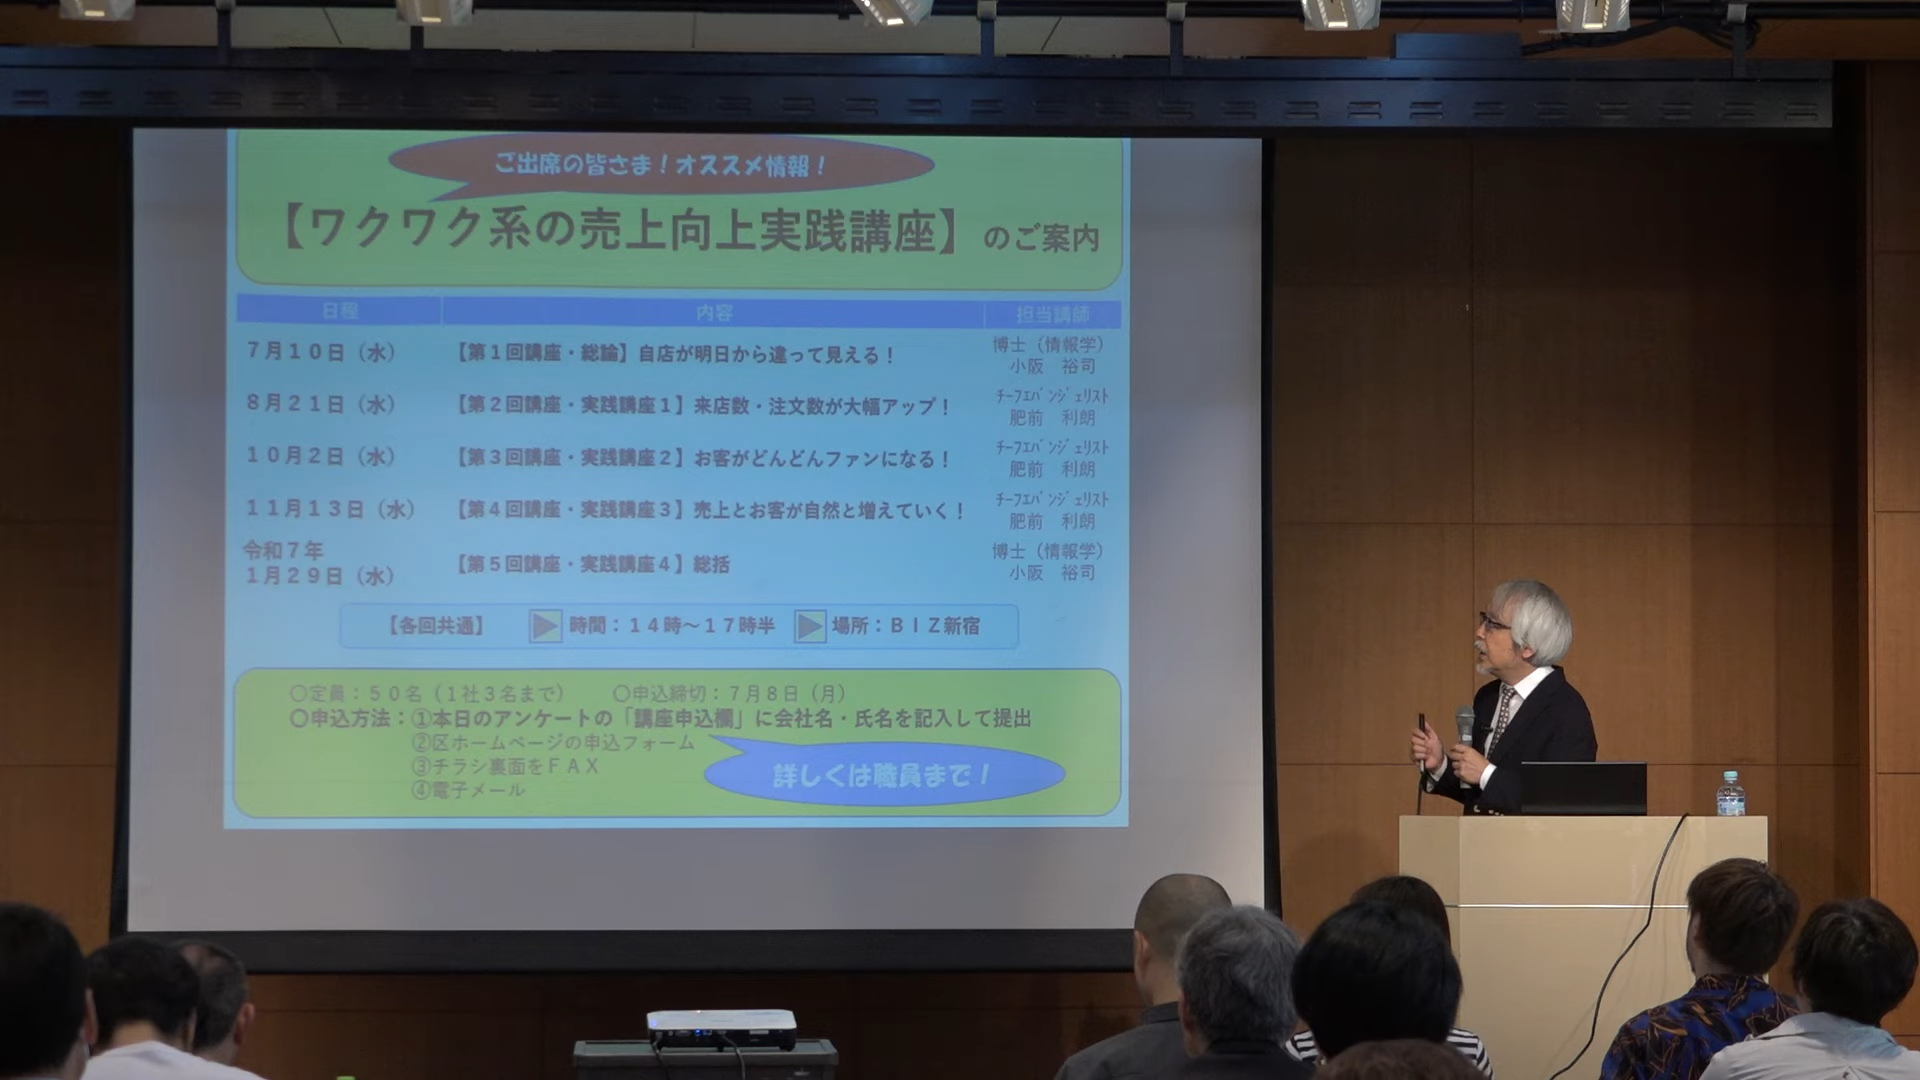 ご出席の皆さま！オススメ情報！
【ワクワク系の売上向上実践講座】のご案内
日程 内容 担当講師
７月１０日（水） 【第１回講座・総論】自店が明日から違って見える！ 博士（情報学）
小阪　裕司
８月２１日（水） 【第２回講座・実践講座１】来店数・注文数が大幅アップ！ ﾁｰﾌｴﾊﾞﾝｼﾞｪﾘｽﾄ
肥前　利朗
１０月２日（水） 【第３回講座・実践講座２】お客がどんどんファンになる！ ﾁｰﾌｴﾊﾞﾝｼﾞｪﾘｽﾄ
肥前　利朗
１１月１３日（水） 【第４回講座・実践講座３】売上とお客が自然と増えていく！ ﾁｰﾌｴﾊﾞﾝｼﾞｪﾘｽﾄ
肥前　利朗
令和７年
１月２９日（水） 【第５回講座・実践講座４】総括 博士（情報学）
小阪　裕司
【各回共通】 時間：１４時～１７時半 場所：ＢＩＺ新宿
〇定員：５０名（１社３名まで） 〇申込締切：７月８日（月）
〇申込方法：①本日のアンケートの「講座申込欄」に会社名・氏名を記入して提出
②区ホームページの申込フォーム
③チラシ裏面をＦＡＸ
④電子メール
詳しくは職員まで！